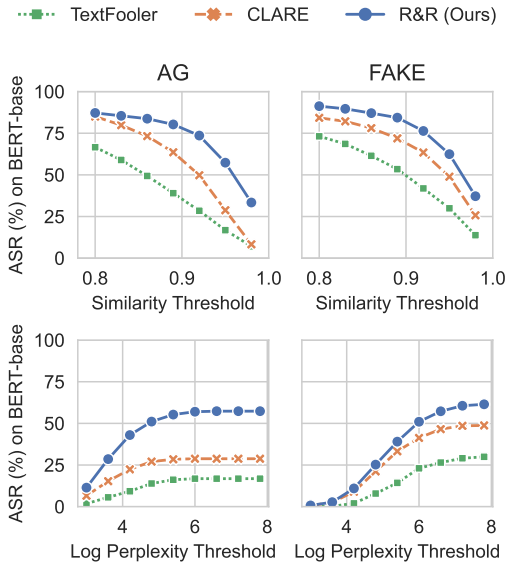 TextFooler CLARE R&R (Ours)
AG FAKE
ASR (%) on BERT-base
100
75
50
25
0
0.8 0.9 1.0 0.8 0.9 1.0
Similarity Threshold Similarity Threshold
ASR (%) on BERT-base
100
75
50
25
0
4 6 8 4 6 8
Log Perplexity Threshold Log Perplexity Threshold